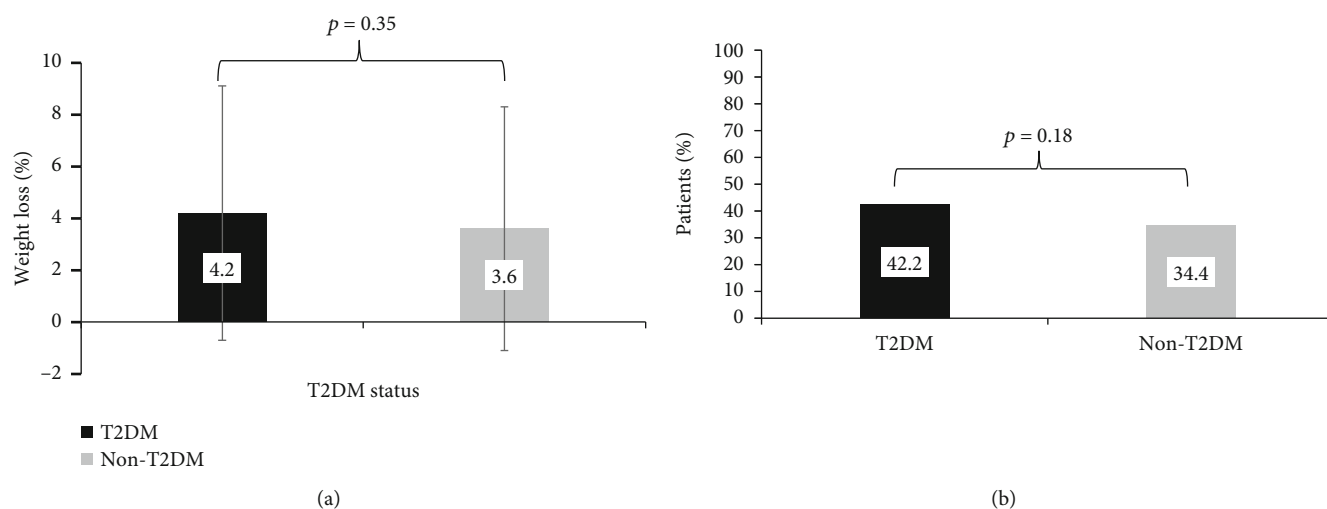 p = 0.35
10
8
6
4
2
0
–2
Weight loss (%)
4.2
3.6
T2DM status
T2DM
Non-T2DM
(a)
100
90
80
70
60
50
40
30
20
10
0
Patients (%)
p = 0.18
42.2
34.4
T2DM
Non-T2DM
(b)